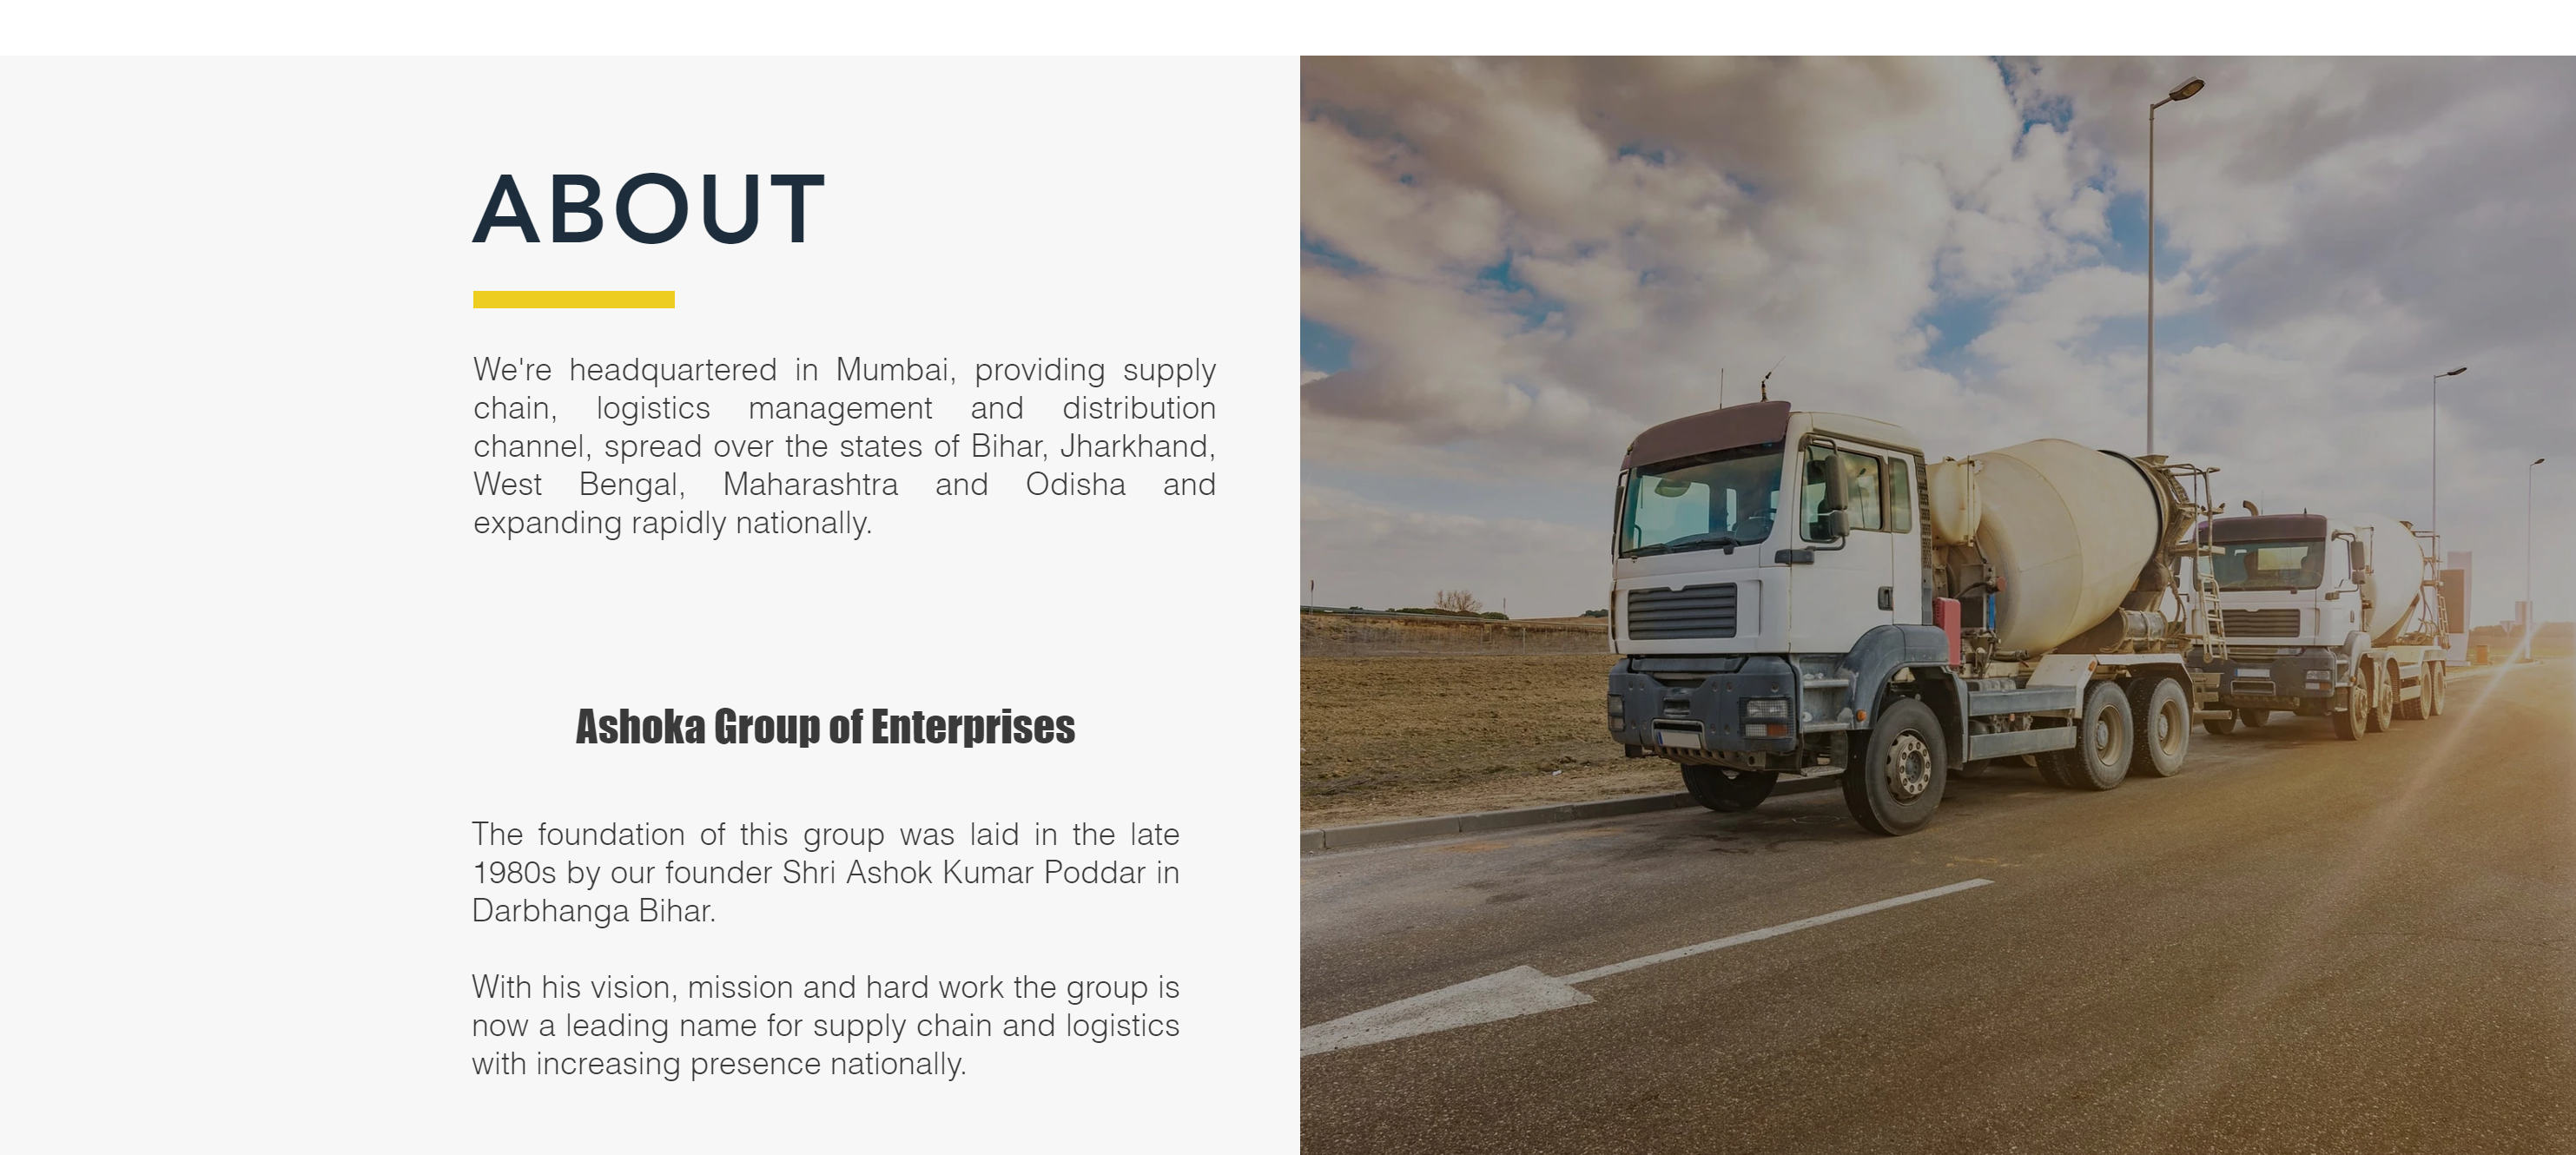 ABOUT
We're headquartered in Mumbai, providing supply
chain, logistics management and distribution
channel, spread over the states of Bihar, Jharkhand,
West Bengal, Maharashtra and Odisha and
expanding rapidly nationally.
Ashoka Group of Enterprises
The foundation of this group was laid in the late
1980s by our founder Shri Ashok Kumar Poddar in
Darbhanga Bihar.
With his vision, mission and hard work the group is
now a leading name for supply chain and logistics
with increasing presence nationally.